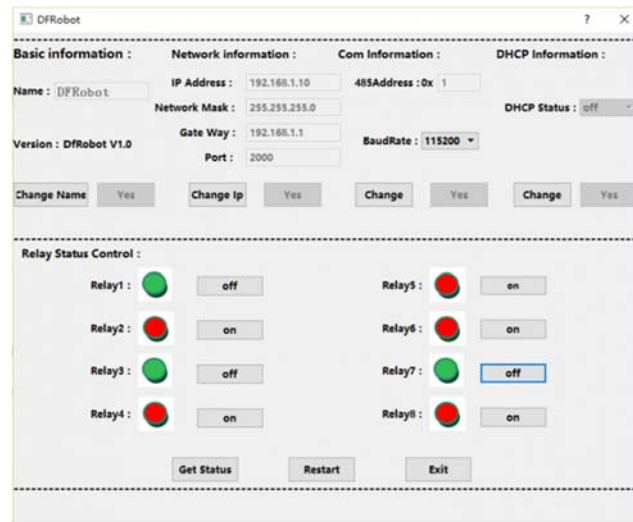 DFRobot ? ×
Basic information : Network information : Com Information : DHCP Information :
Name : DFRobot IP Address : 192.168.1.10 485Address :0x 1
Network Mask : 255.255.255.0 DHCP Status : off
Version : DfRobot V1.0 Gate Way : 192.168.1.1 BaudRate : 115200
Port : 2000
Change Name Yes Change Ip Yes Change Yes Change Yes
Relay Status Control :
Relay1 : off Relay5 : on
Relay2 : on Relay6 : on
Relay3 : off Relay7 : off
Relay4 : on Relay8 : on
Get Status Restart Exit